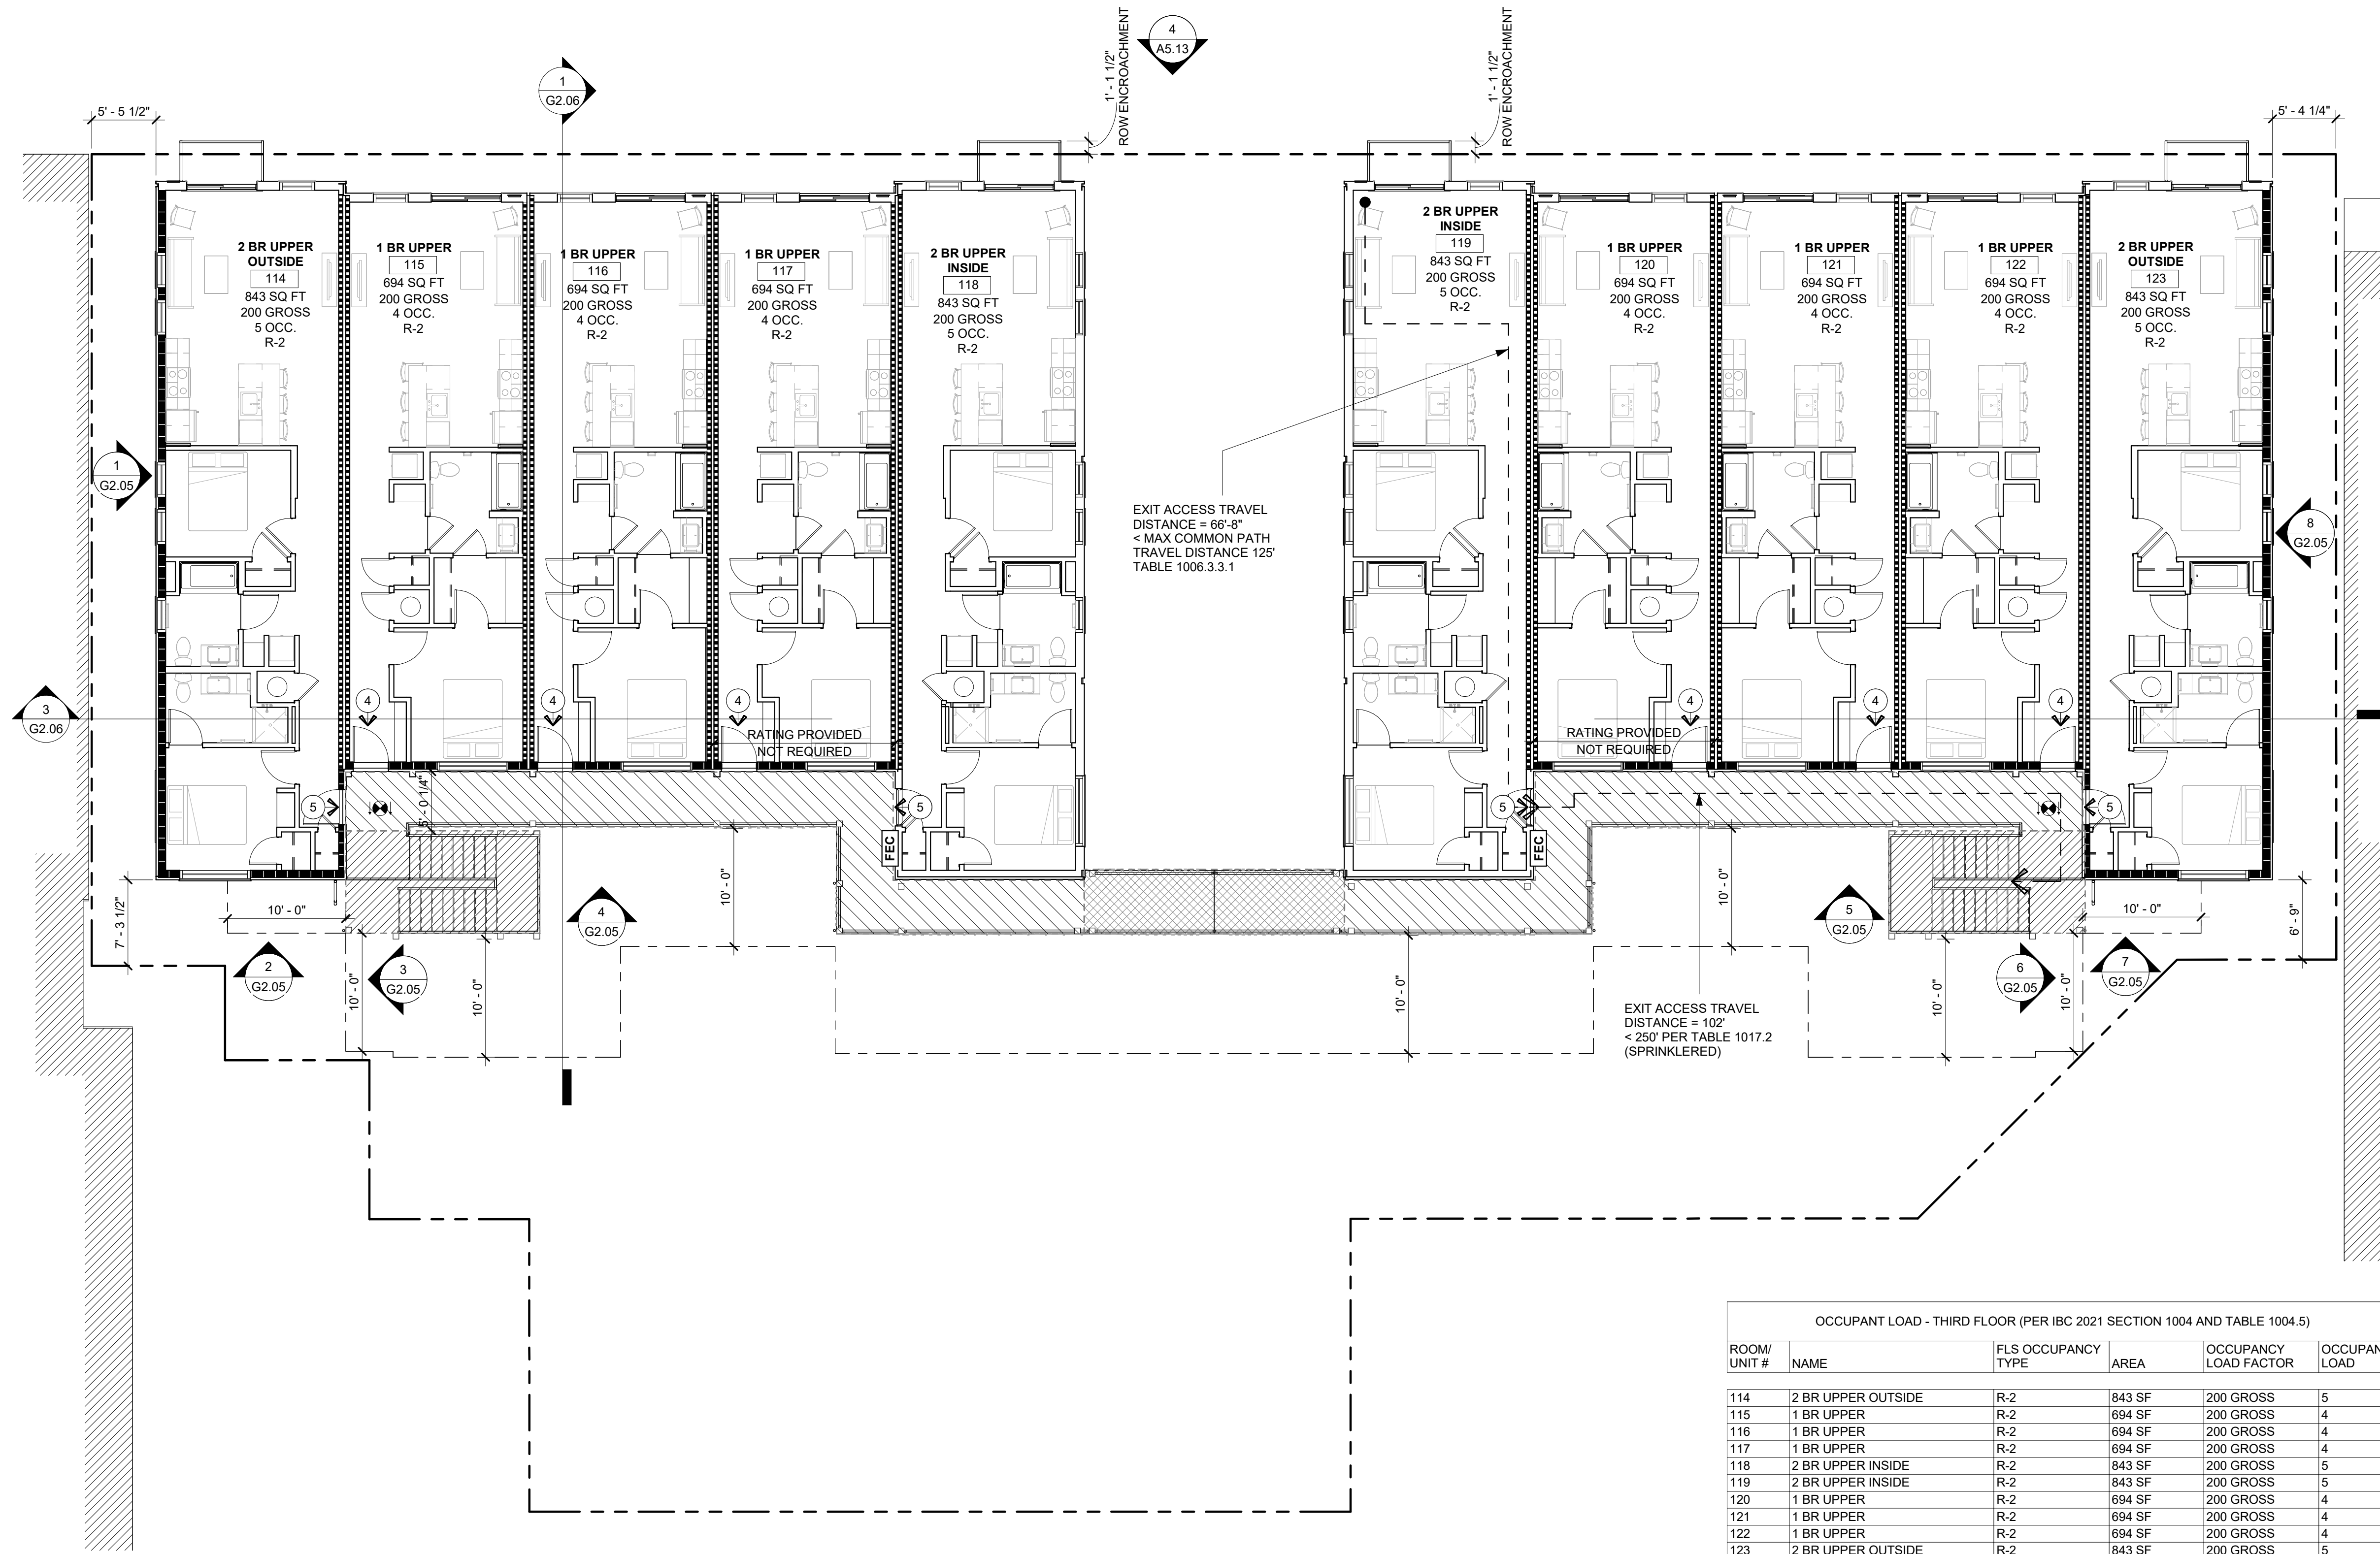 1
G2.06
4
A5.13
1' - 1 1/2"
ROW ENCROACHMENT
1' - 1 1/2"
ROW ENCROACHMENT
5' - 5 1/2"
5' - 4 1/4"
2 BR UPPER
OUTSIDE
114
843 SQ FT
200 GROSS
5 OCC.
R-2
1 BR UPPER
115
694 SQ FT
200 GROSS
4 OCC.
R-2
1 BR UPPER
116
694 SQ FT
200 GROSS
4 OCC.
R-2
1 BR UPPER
117
694 SQ FT
200 GROSS
4 OCC.
R-2
2 BR UPPER
INSIDE
118
843 SQ FT
200 GROSS
5 OCC.
R-2
2 BR UPPER
INSIDE
119
843 SQ FT
200 GROSS
5 OCC.
R-2
1 BR UPPER
120
694 SQ FT
200 GROSS
4 OCC.
R-2
1 BR UPPER
121
694 SQ FT
200 GROSS
4 OCC.
R-2
1 BR UPPER
122
694 SQ FT
200 GROSS
4 OCC.
R-2
2 BR UPPER
OUTSIDE
123
843 SQ FT
200 GROSS
5 OCC.
R-2
1
G2.05
EXIT ACCESS TRAVEL
DISTANCE = 66'-8"
< MAX COMMON PATH
TRAVEL DISTANCE 125'
TABLE 1006.3.3.1
8
G2.05
3
G2.06
4
4
4
4
4
4
RATING PROVIDED
NOT REQUIRED
RATING PROVIDED
NOT REQUIRED
5
5' - 0 1/4"
5
5
5
FEC
FEC
10' - 0"
10' - 0"
7' - 3 1/2"
10' - 0"
4
G2.05
5
G2.05
10' - 0"
6' - 9"
2
G2.05
3
G2.05
10' - 0"
10' - 0"
10' - 0"
10' - 0"
6
G2.05
10' - 0"
7
G2.05
EXIT ACCESS TRAVEL
DISTANCE = 102'
< 250' PER TABLE 1017.2
(SPRINKLERED)
OCCUPANT LOAD - THIRD FLOOR (PER IBC 2021 SECTION 1004 AND TABLE 1004.5)
ROOM/ UNIT # NAME FLS OCCUPANCY TYPE AREA OCCUPANCY LOAD FACTOR OCCUPAN LOAD
114 2 BR UPPER OUTSIDE R-2 843 SF 200 GROSS 5
115 1 BR UPPER R-2 694 SF 200 GROSS 4
116 1 BR UPPER R-2 694 SF 200 GROSS 4
117 1 BR UPPER R-2 694 SF 200 GROSS 4
118 2 BR UPPER INSIDE R-2 843 SF 200 GROSS 5
119 2 BR UPPER INSIDE R-2 843 SF 200 GROSS 5
120 1 BR UPPER R-2 694 SF 200 GROSS 4
121 1 BR UPPER R-2 694 SF 200 GROSS 4
122 1 BR UPPER R-2 694 SF 200 GROSS 4
123 2 BR UPPER OUTSIDE R-2 843 SF 200 GROSS 5